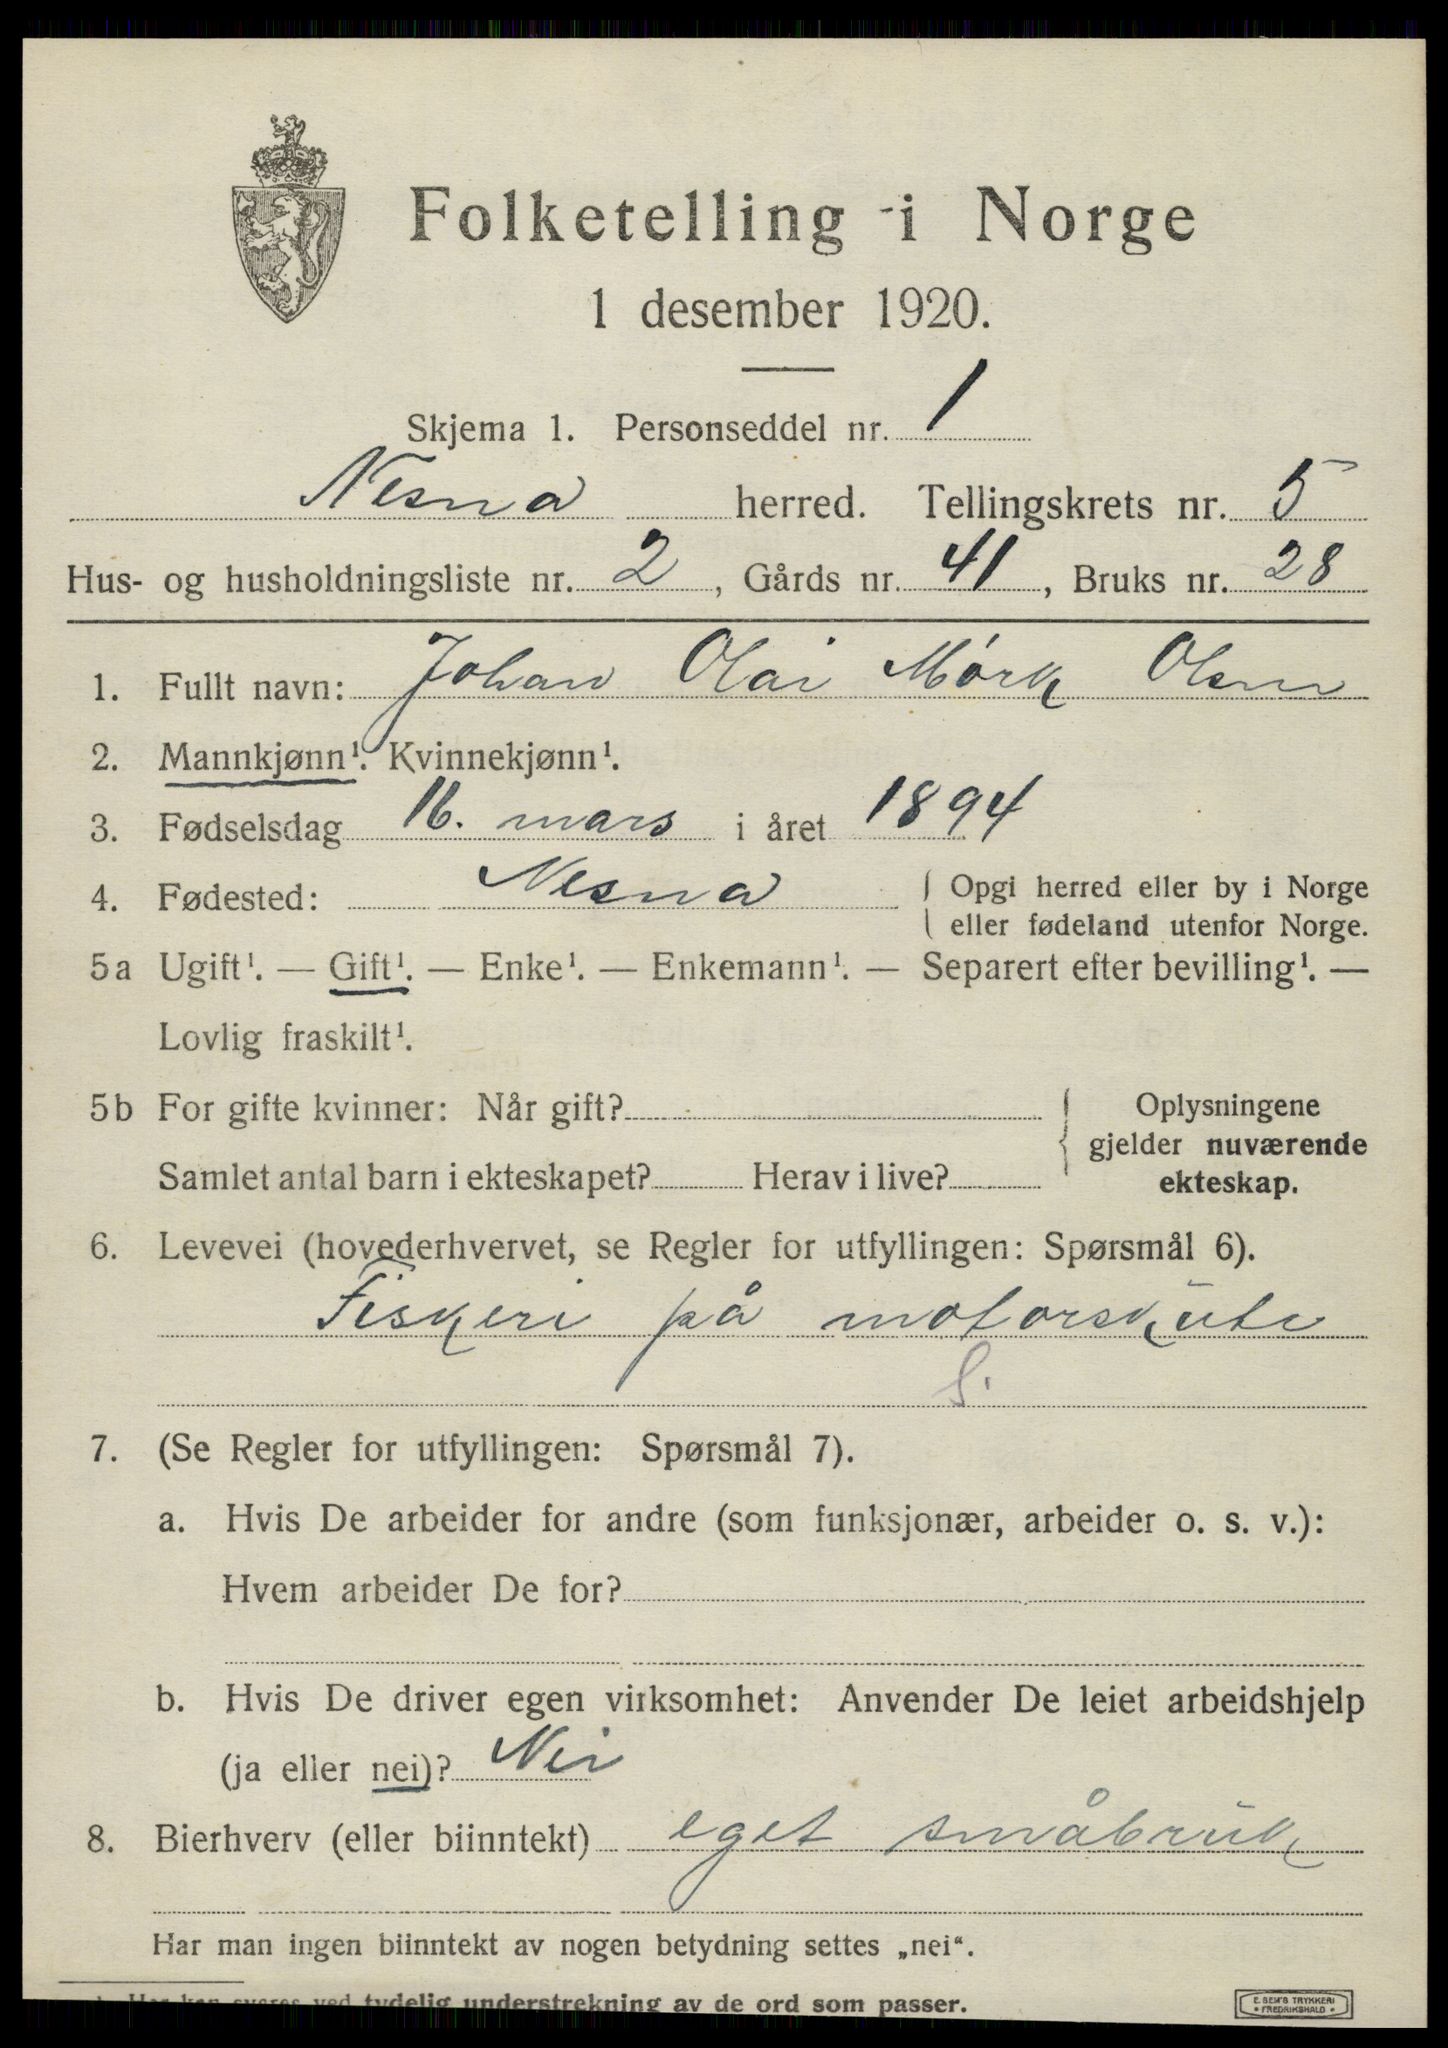 Folketelling i Norge
1 desember 1920.
Skjema 1. Personseddel nr. 1
Nesna herred. Tellingskrets nr. 5
Hus- og husholdningsliste nr. 2, Gårds nr. 41, Bruks nr. 28
1. Fullt navn: Johan Olai Mørk Olsen
2. Mannkjønn¹. Kvinnekjønn¹.
3. Fødselsdag 16. mars i året 1894
4. Fødested: Nesna { Opgi herred eller by i Norge
eller fødeland utenfor Norge.
5a Ugift¹. — Gift¹. — Enke¹. — Enkemann¹. — Separert efter bevilling¹. —
Lovlig fraskilt¹.
5b For gifte kvinner: Når gift? { Oplysningene
gjelder nuværende
Samlet antal barn i ekteskapet? Herav i live? ekteskap.
6. Levevei (hovederhvervet, se Regler for utfyllingen: Spørsmål 6).
Fiskeri på motorskute
S.
7. (Se Regler for utfyllingen: Spørsmål 7).
a. Hvis De arbeider for andre (som funksjonær, arbeider o. s. v.):
Hvem arbeider De for?
b. Hvis De driver egen virksomhet: Anvender De leiet arbeidshjelp
(ja eller nei)? Nei
8. Bierhverv (eller biinntekt) eget småbruk
Har man ingen biinntekt av nogen betydning settes „nei“.
¹ Her kan svares ved tydelig understrekning av de ord som passer.
E. SEM'S TRYKKERI
• FREDRIKSHALD •